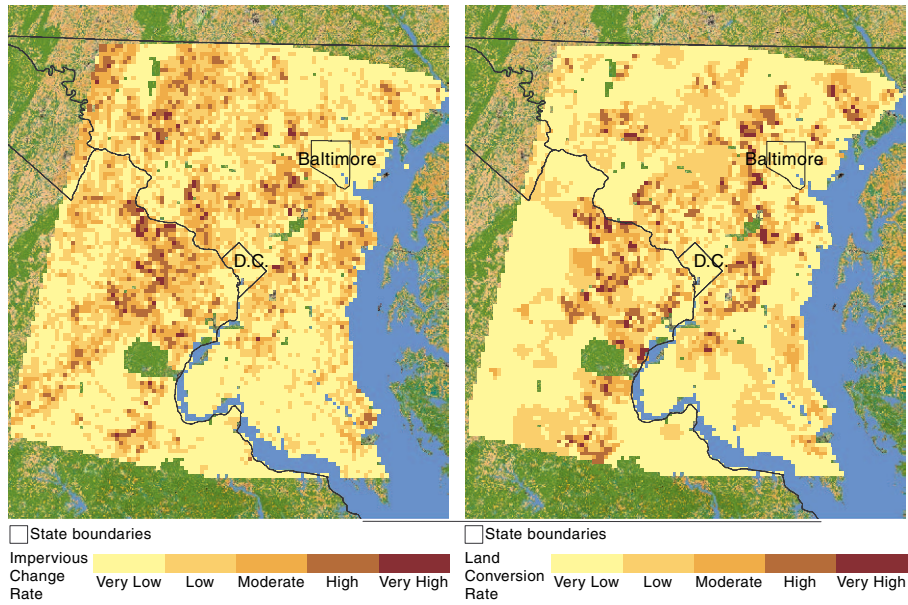 Baltimore
D.C.
Baltimore
D.C.
State boundaries
Impervious
Change
Rate
Very Low Low Moderate High Very High
State boundaries
Land
Conversion
Rate
Very Low Low Moderate High Very High